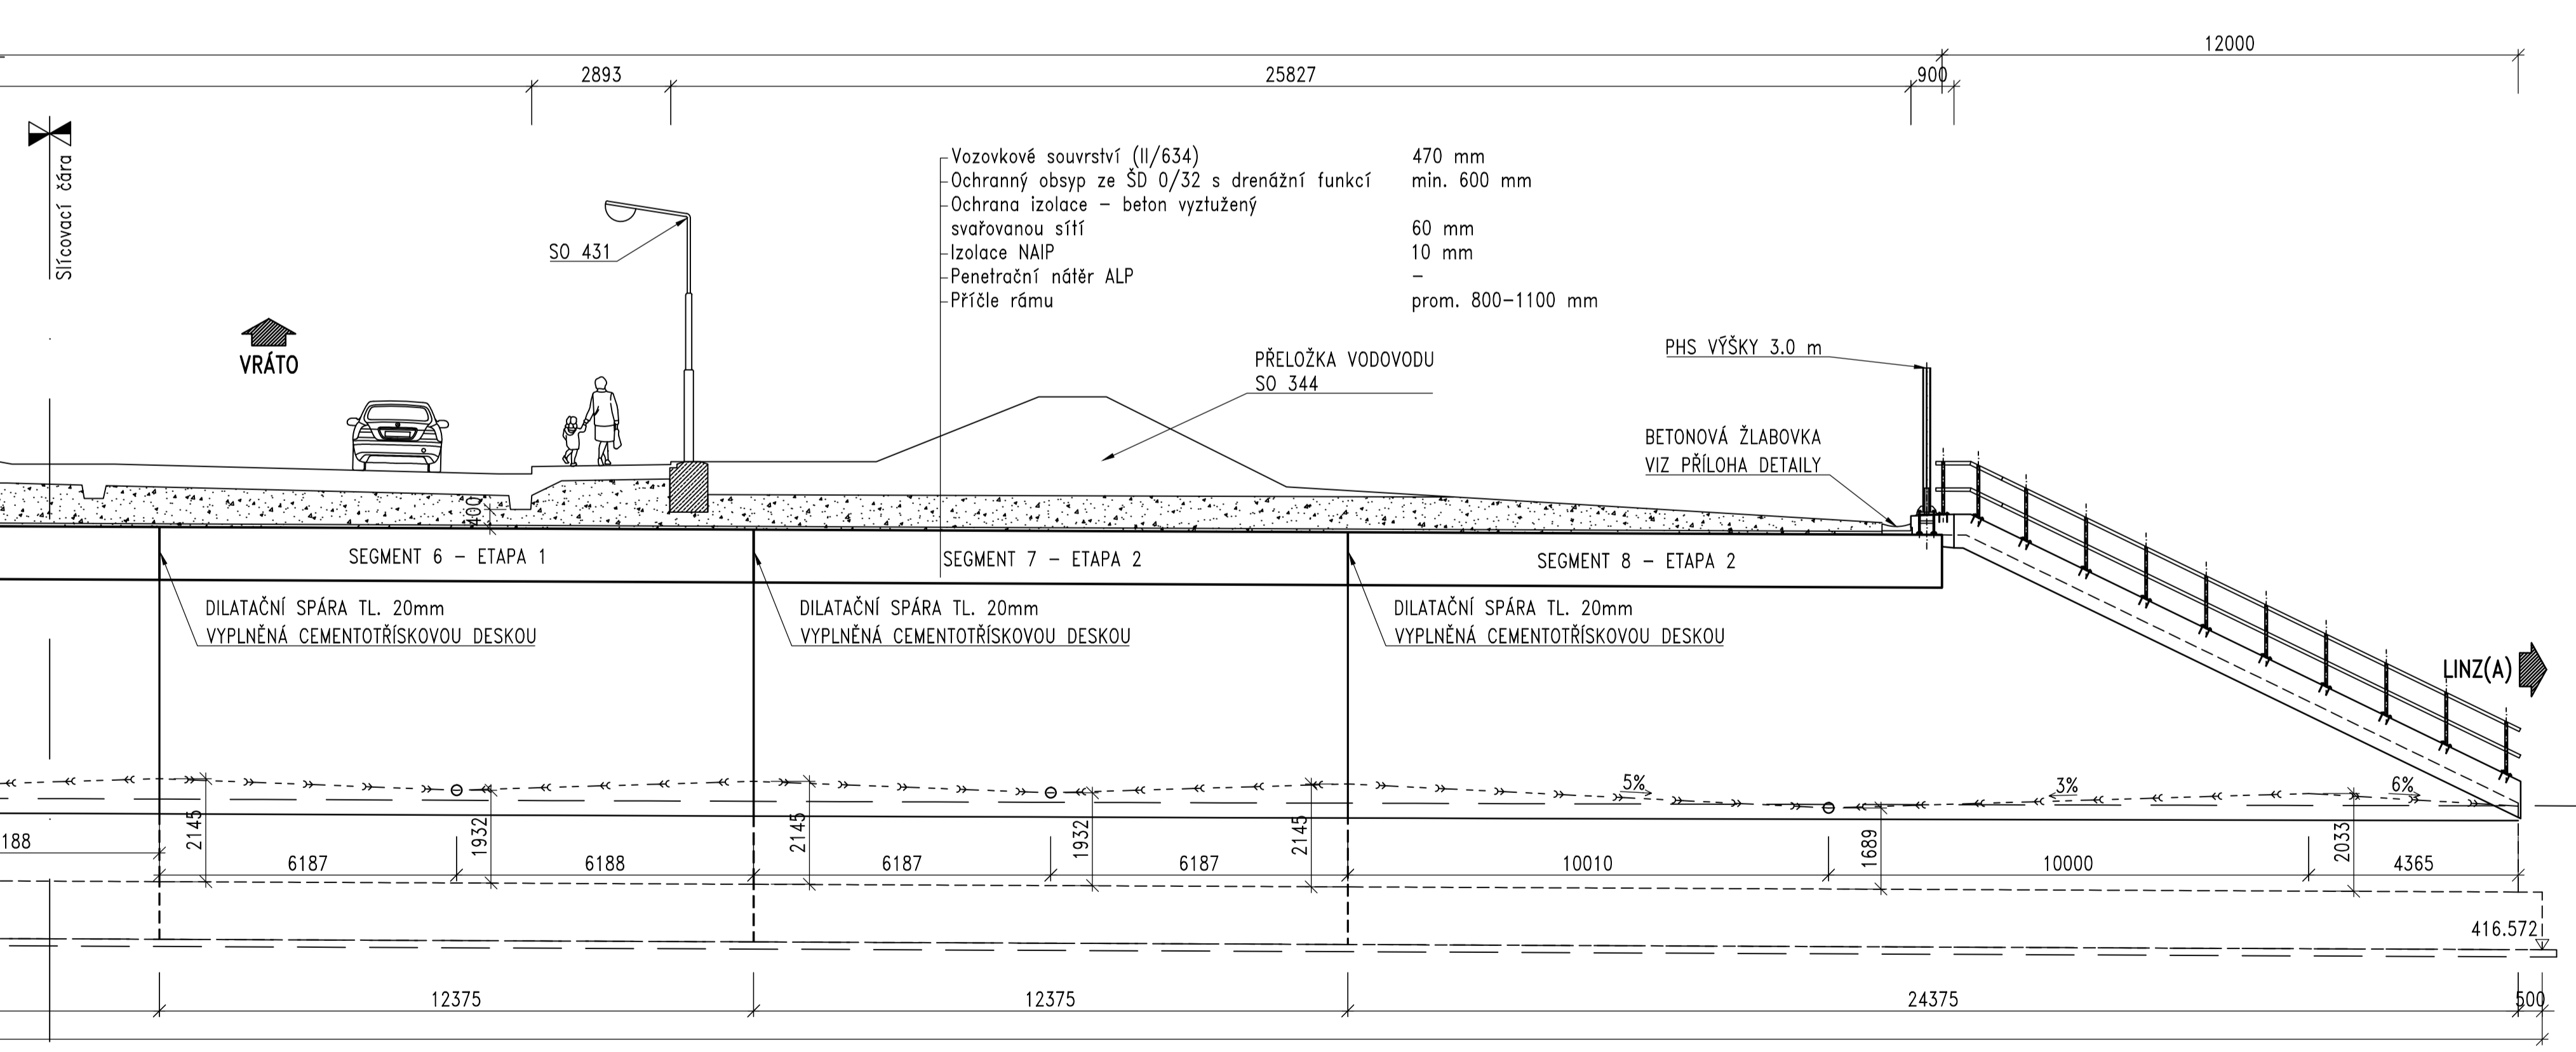 12000
2893
25827
900
Slícovací čára
Vozovkové souvrství (II/634) 470 mm
Ochranný obsyp ze ŠD 0/32 s drenážní funkcí min. 600 mm
Ochrana izolace – beton vyztužený
svařovanou sítí 60 mm
Izolace NAIP 10 mm
Penetrační nátěr ALP –
Příčle rámu prom. 800–1100 mm
SO 431
VRÁTO
PŘELOŽKA VODOVODU
SO 344
PHS VÝŠKY 3.0 m
BETONOVÁ ŽLABOVKA
VIZ PŘÍLOHA DETAILY
400
SEGMENT 6 – ETAPA 1
SEGMENT 7 – ETAPA 2
SEGMENT 8 – ETAPA 2
DILATAČNÍ SPÁRA TL. 20mm
VYPLNĚNÁ CEMENTOTŘÍSKOVOU DESKOU
DILATAČNÍ SPÁRA TL. 20mm
VYPLNĚNÁ CEMENTOTŘÍSKOVOU DESKOU
DILATAČNÍ SPÁRA TL. 20mm
VYPLNĚNÁ CEMENTOTŘÍSKOVOU DESKOU
LINZ(A)
5%
3%
6%
2145
1932
2145
1932
2145
1689
2033
188
6187
6188
6187
6187
10010
10000
4365
416.572
12375
12375
24375
500